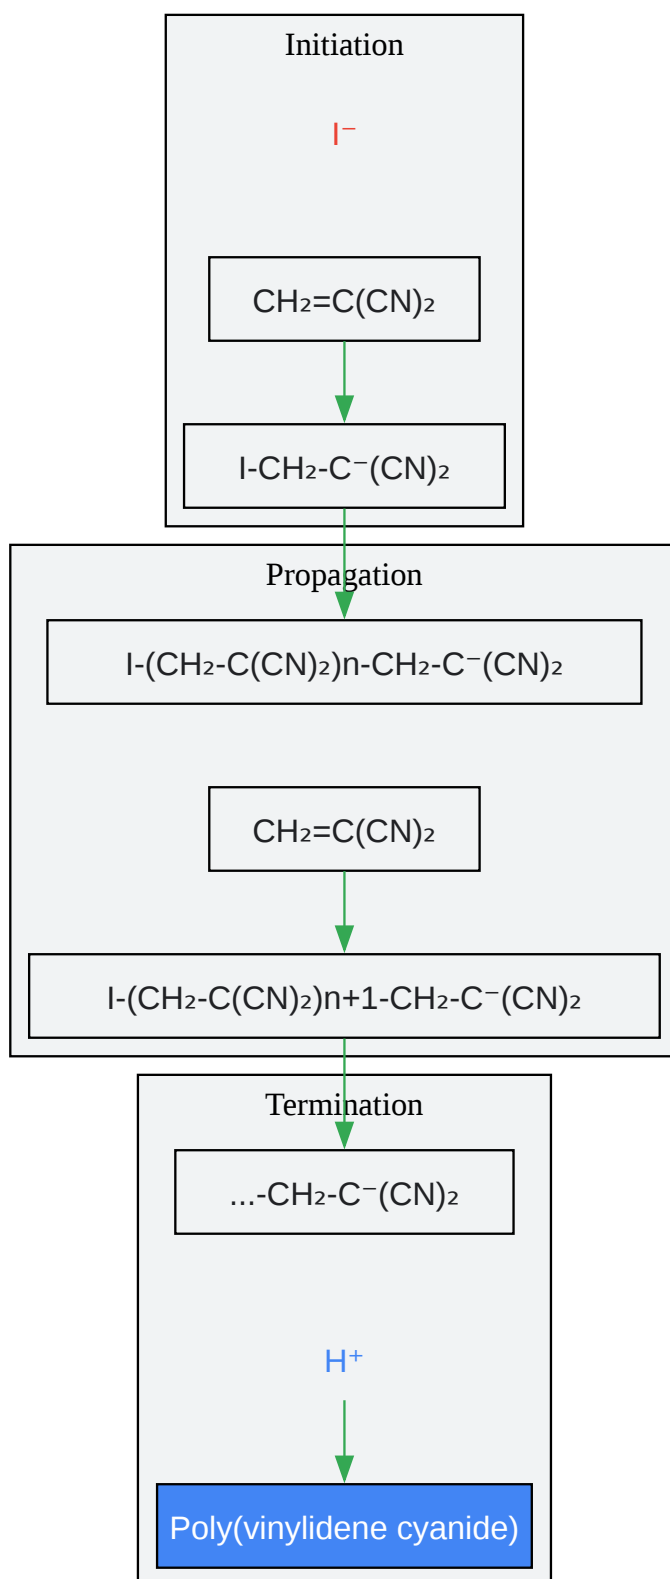 Initiation
I⁻
CH₂=C(CN)₂
I-CH₂-C⁻(CN)₂
Propagation
I-(CH₂-C(CN)₂)n-CH₂-C⁻(CN)₂
CH₂=C(CN)₂
I-(CH₂-C(CN)₂)n+1-CH₂-C⁻(CN)₂
Termination
...-CH₂-C⁻(CN)₂
H⁺
Poly(vinylidene cyanide)